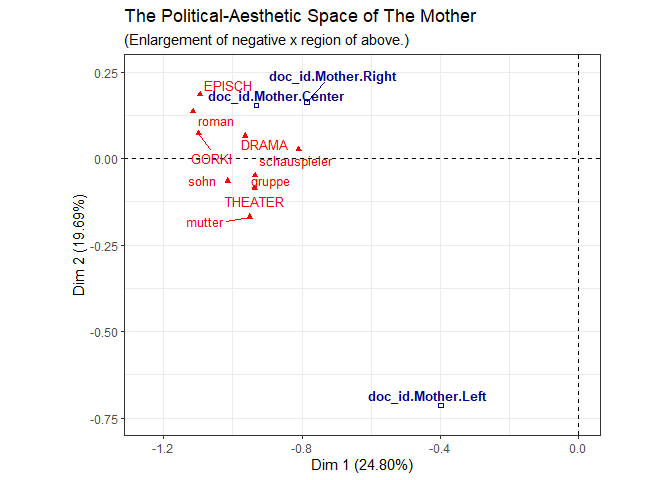 The Political-Aesthetic Space of The Mother
(Enlargement of negative x region of above.)
0.25
0.00
-0.25
-0.50
-0.75
Dim 2 (19.69%)
doc_id.Mother.Right
EPISCH
doc_id.Mother.Center
roman
DRAMA
GORKI
schauspieler
sohn
gruppe
THEATER
mutter
doc_id.Mother.Left
-1.2
-0.8
-0.4
0.0
Dim 1 (24.80%)